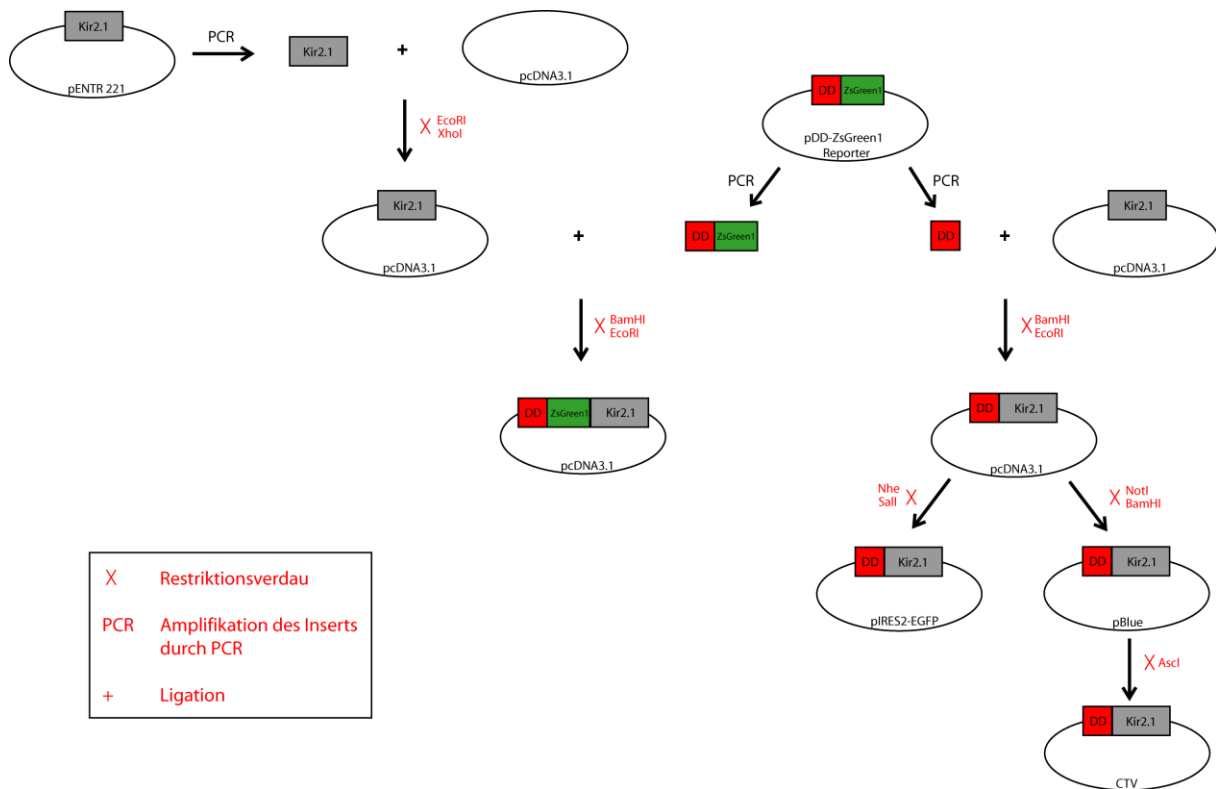 Kir2.1
pENTR 221
PCR
Kir2.1
+
pcDNA3.1
X EcoRI
XhoI
DD ZsGreen1
pDD-ZsGreen1
Reporter
PCR
PCR
Kir2.1
pcDNA3.1
+
DD ZsGreen1
DD
+
Kir2.1
pcDNA3.1
X BamHI
EcoRI
X BamHI
EcoRI
DD ZsGreen1 Kir2.1
pcDNA3.1
DD Kir2.1
pcDNA3.1
Nhe
SalI X
X NotI
BamHI
DD Kir2.1
pIRES2-EGFP
DD Kir2.1
pBlue
X AscI
DD Kir2.1
CTV
X Restriktionsverdau
PCR Amplifikation des Inserts
durch PCR
+ Ligation